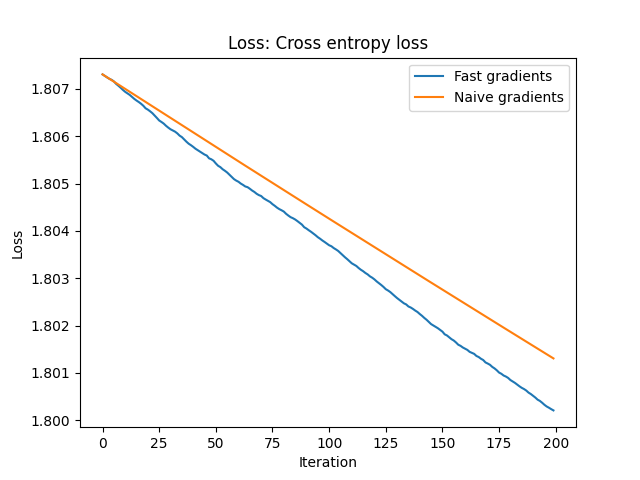 Loss: Cross entropy loss
Fast gradients
Naive gradients
1.807
1.806
1.805
1.804
1.803
1.802
1.801
1.800
Loss
0 25 50 75 100 125 150 175 200
Iteration